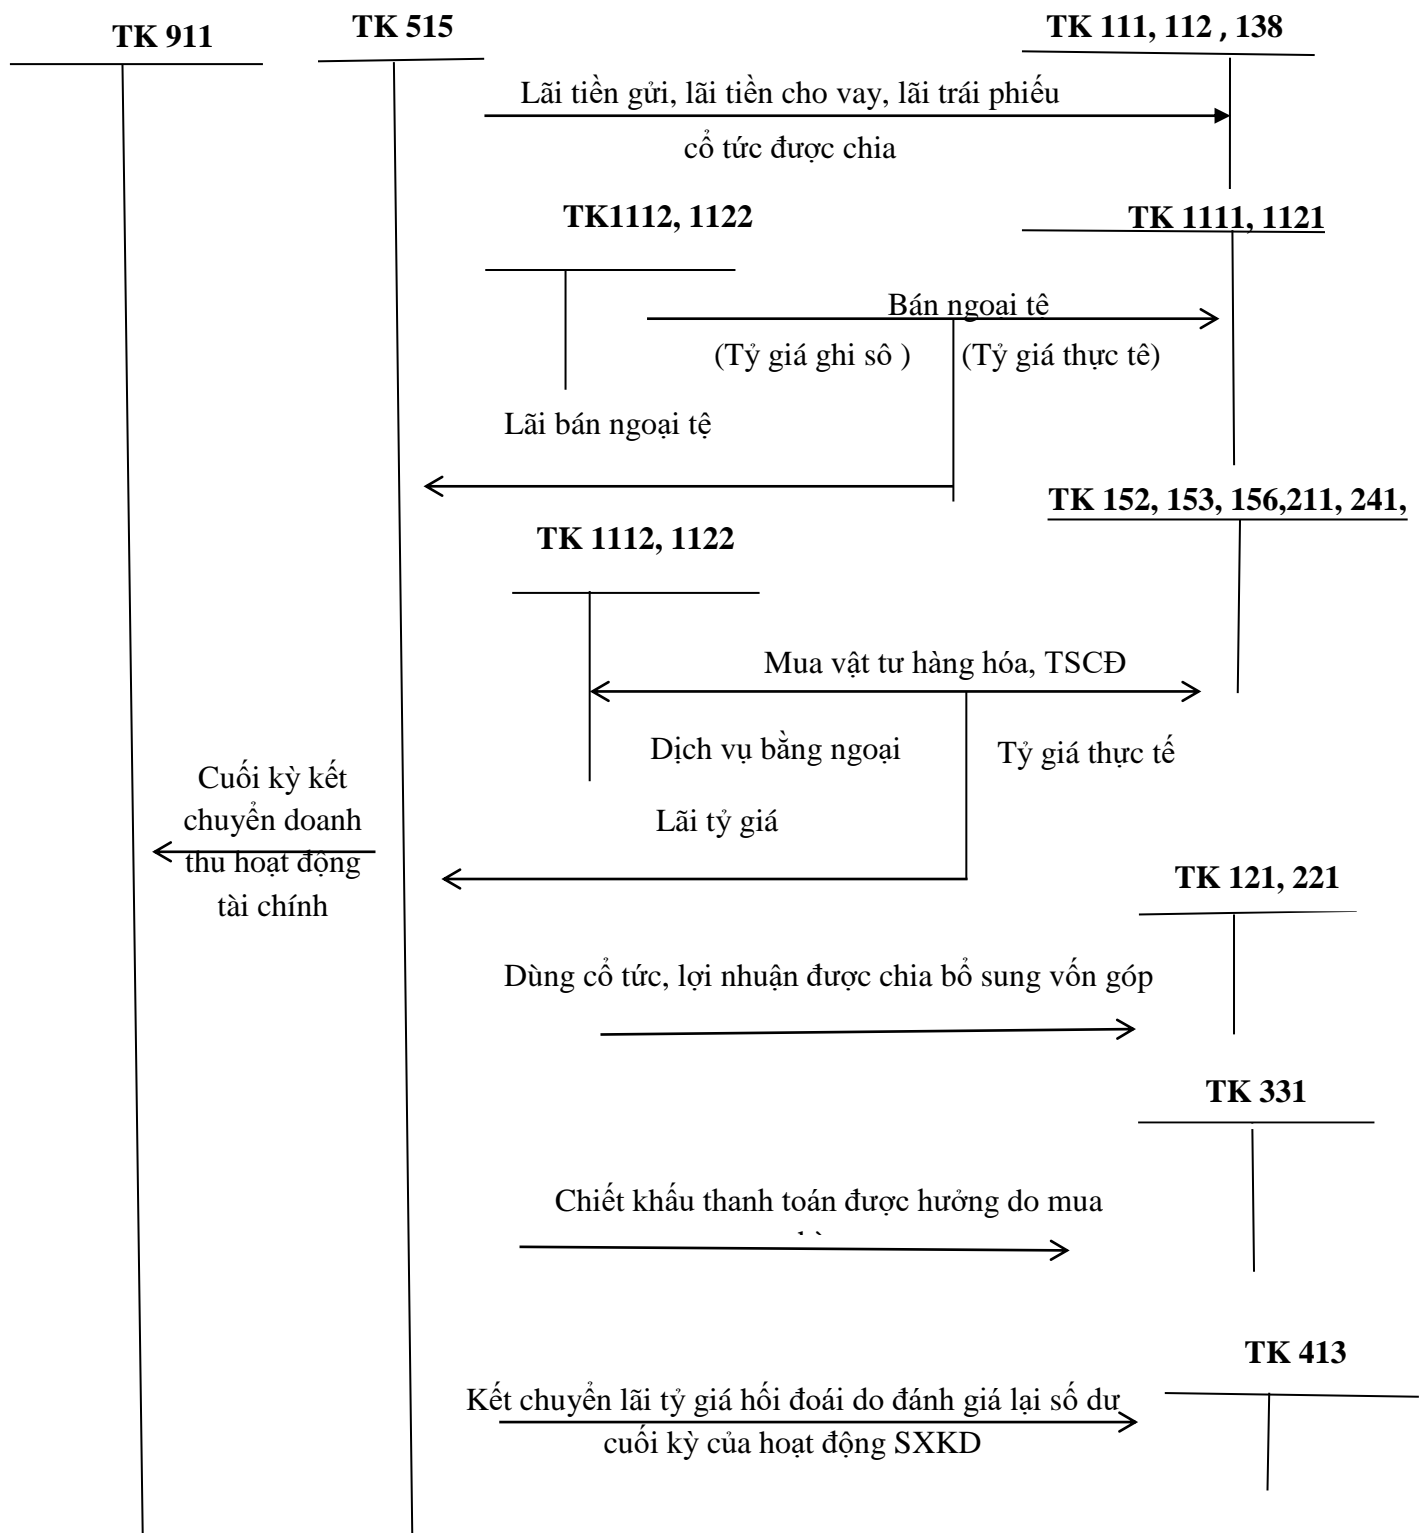 TK 911
TK 515
TK 111, 112 , 138
Lãi tiền gửi, lãi tiền cho vay, lãi trái phiếu
cổ tức được chia
TK1112, 1122
TK 1111, 1121
Bán ngoại tệ
(Tỷ giá ghi sô )
(Tỷ giá thực tê)
Lãi bán ngoại tệ
TK 152, 153, 156,211, 241,
TK 1112, 1122
Mua vật tư hàng hóa, TSCĐ
Dịch vụ bằng ngoại
Tỷ giá thực tế
Lãi tỷ giá
Cuối kỳ kết
chuyển doanh
thu hoạt động
tài chính
TK 121, 221
Dùng cổ tức, lợi nhuận được chia bổ sung vốn góp
TK 331
Chiết khấu thanh toán được hưởng do mua
TK 413
Kết chuyển lãi tỷ giá hối đoái do đánh giá lại số dư
cuối kỳ của hoạt động SXKD